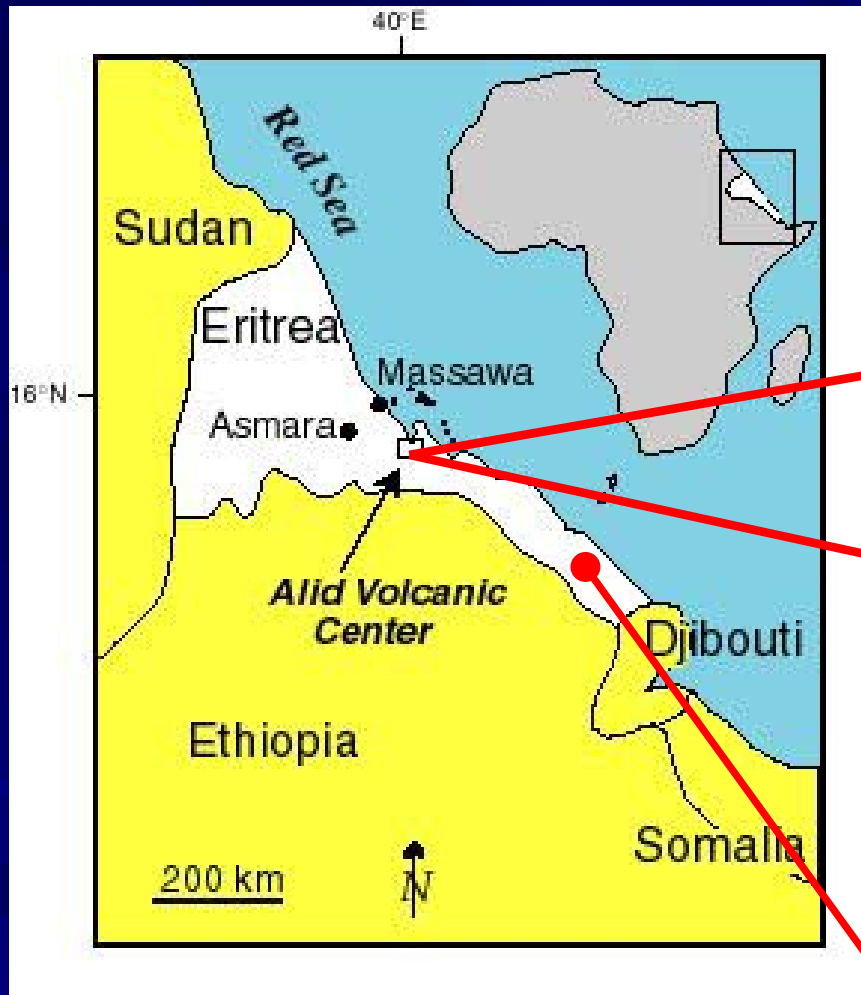 40°E
Red Sea
Sudan
Eritrea
16°N
Massawa
Asmara
Alid Volcanic
Center
Djibouti
Ethiopia
Somalia
200 km
N